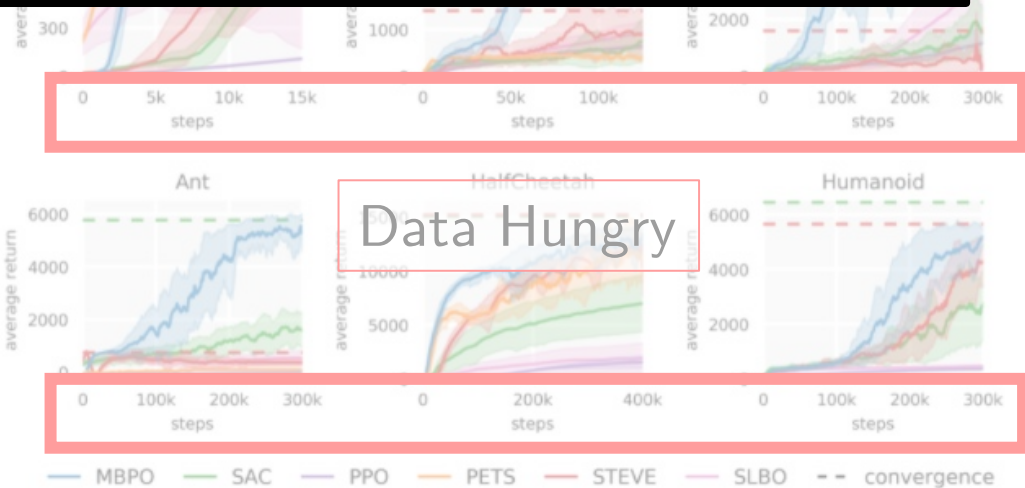 300
1000
2000
0 5k 10k 15k
0 50k 100k
0 100k 200k 300k
steps steps steps
Ant HalfCheetah Humanoid
average return
6000
4000
2000
0
average return
15000
10000
5000
average return
6000
4000
2000
Data Hungry
0 100k 200k 300k
0 200k 400k
0 100k 200k 300k
steps steps steps
MBPO SAC PPO PETS STEVE SLBO convergence